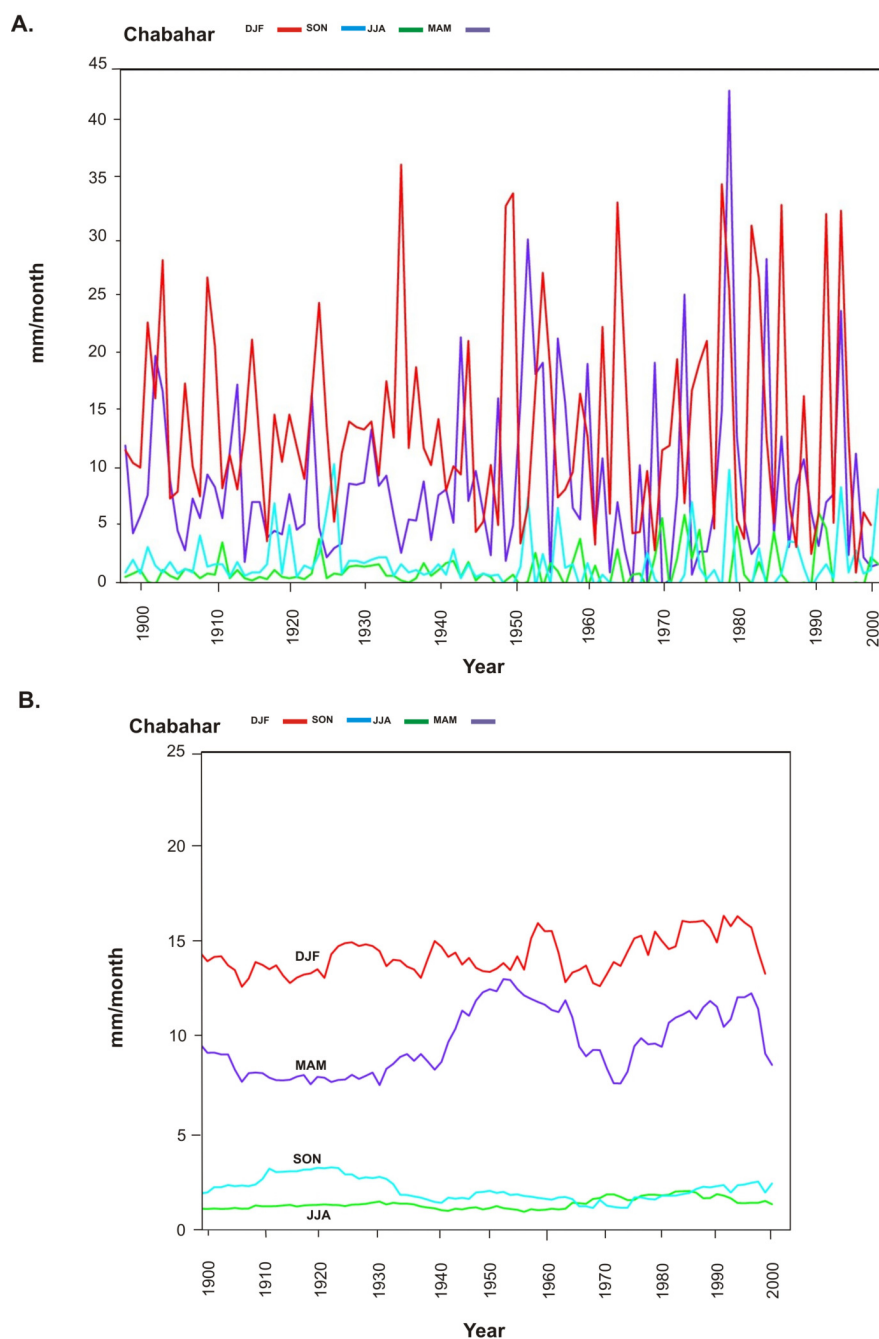 A.
Chabahar DJF SON JJA MAM
45
40
35
30
25
20
15
10
5
0
mm/month
1900 1910 1920 1930 1940 1950 1960 1970 1980 1990 2000
Year
B.
Chabahar DJF SON JJA MAM
25
20
15
10
5
0
mm/month
DJF
MAM
SON
JJA
1900 1910 1920 1930 1940 1950 1960 1970 1980 1990 2000
Year